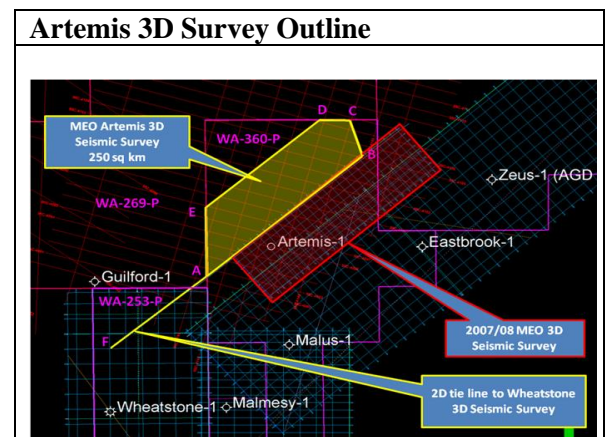 Artemis 3D Survey Outline
D
C
MEO Artemis 3D
Seismic Survey
250 sq km
WA-360-P
B
Zeus-1 (AGD
WA-269-P
E
Artemis-1
Eastbrook-1
A
Guilford-1
WA-253-P
2007/08 MEO 3D
Seismic Survey
F
Malus-1
2D tie line to Wheatstone
3D Seismic Survey
Wheatstone-1
Malmesy-1